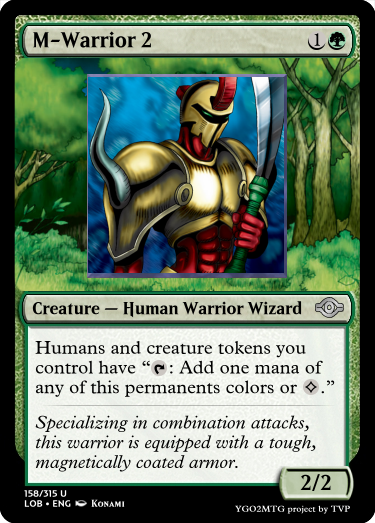 M-Warrior 2 1
Creature — Human Warrior Wizard
Humans and creature tokens you
control have “: Add one mana of
any of this permanents colors or .”
Specializing in combination attacks,
this warrior is equipped with a tough,
magnetically coated armor.
2/2
158/315 U
LOB • ENG Konami
YGO2MTG project by TVP